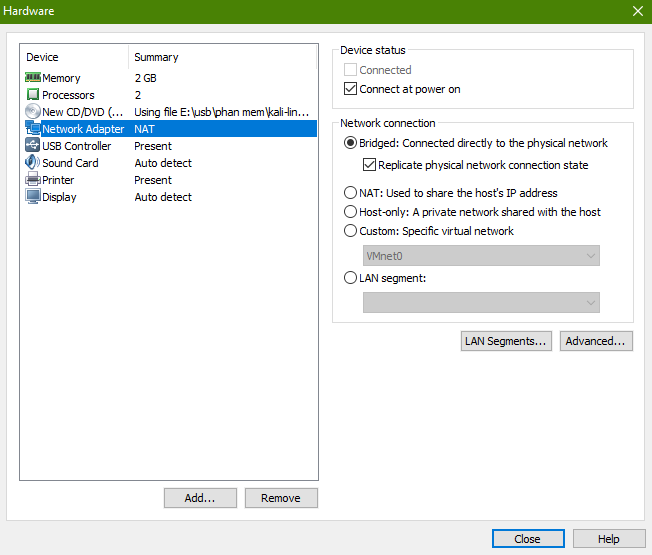 Hardware
Device Summary
Memory 2 GB
Processors 2
New CD/DVD (... Using file E:\usb\phan mem\kali-lin...
Network Adapter NAT
USB Controller Present
Sound Card Auto detect
Printer Present
Display Auto detect
Add... Remove
Device status
Connected
Connect at power on
Network connection
Bridged: Connected directly to the physical network
Replicate physical network connection state
NAT: Used to share the host's IP address
Host-only: A private network shared with the host
Custom: Specific virtual network
VMnet0
LAN segment:
LAN Segments... Advanced...
Close Help